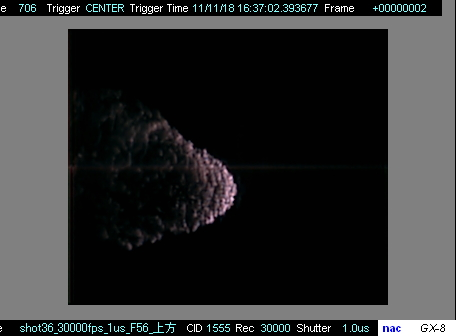 e 706 Trigger CENTER Trigger Time 11/11/18 16:37:02.393677 Frame +00000002
e shot36_30000fps_1us_F56_上方 CID 1555 Rec 30000 Shutter 1.0us nac GX-8